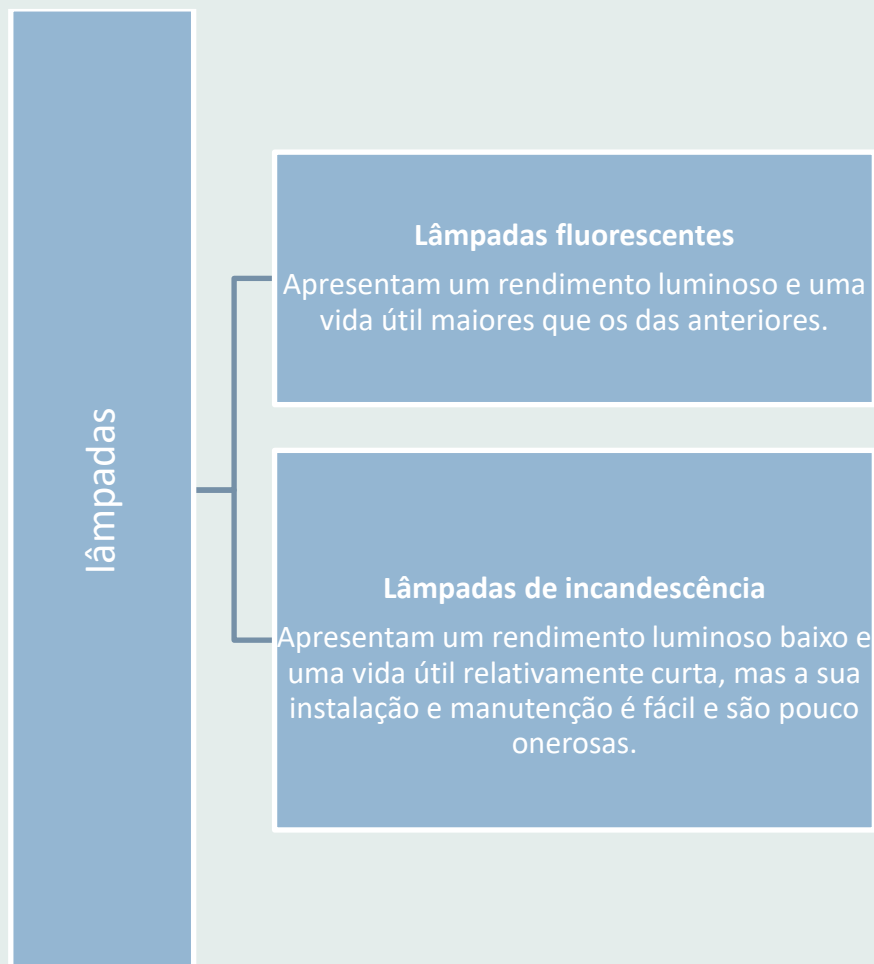 lâmpadas
Lâmpadas fluorescentes
Apresentam um rendimento luminoso e uma
vida útil maiores que os das anteriores.
Lâmpadas de incandescência
Apresentam um rendimento luminoso baixo e
uma vida útil relativamente curta, mas a sua
instalação e manutenção é fácil e são pouco
onerosas.